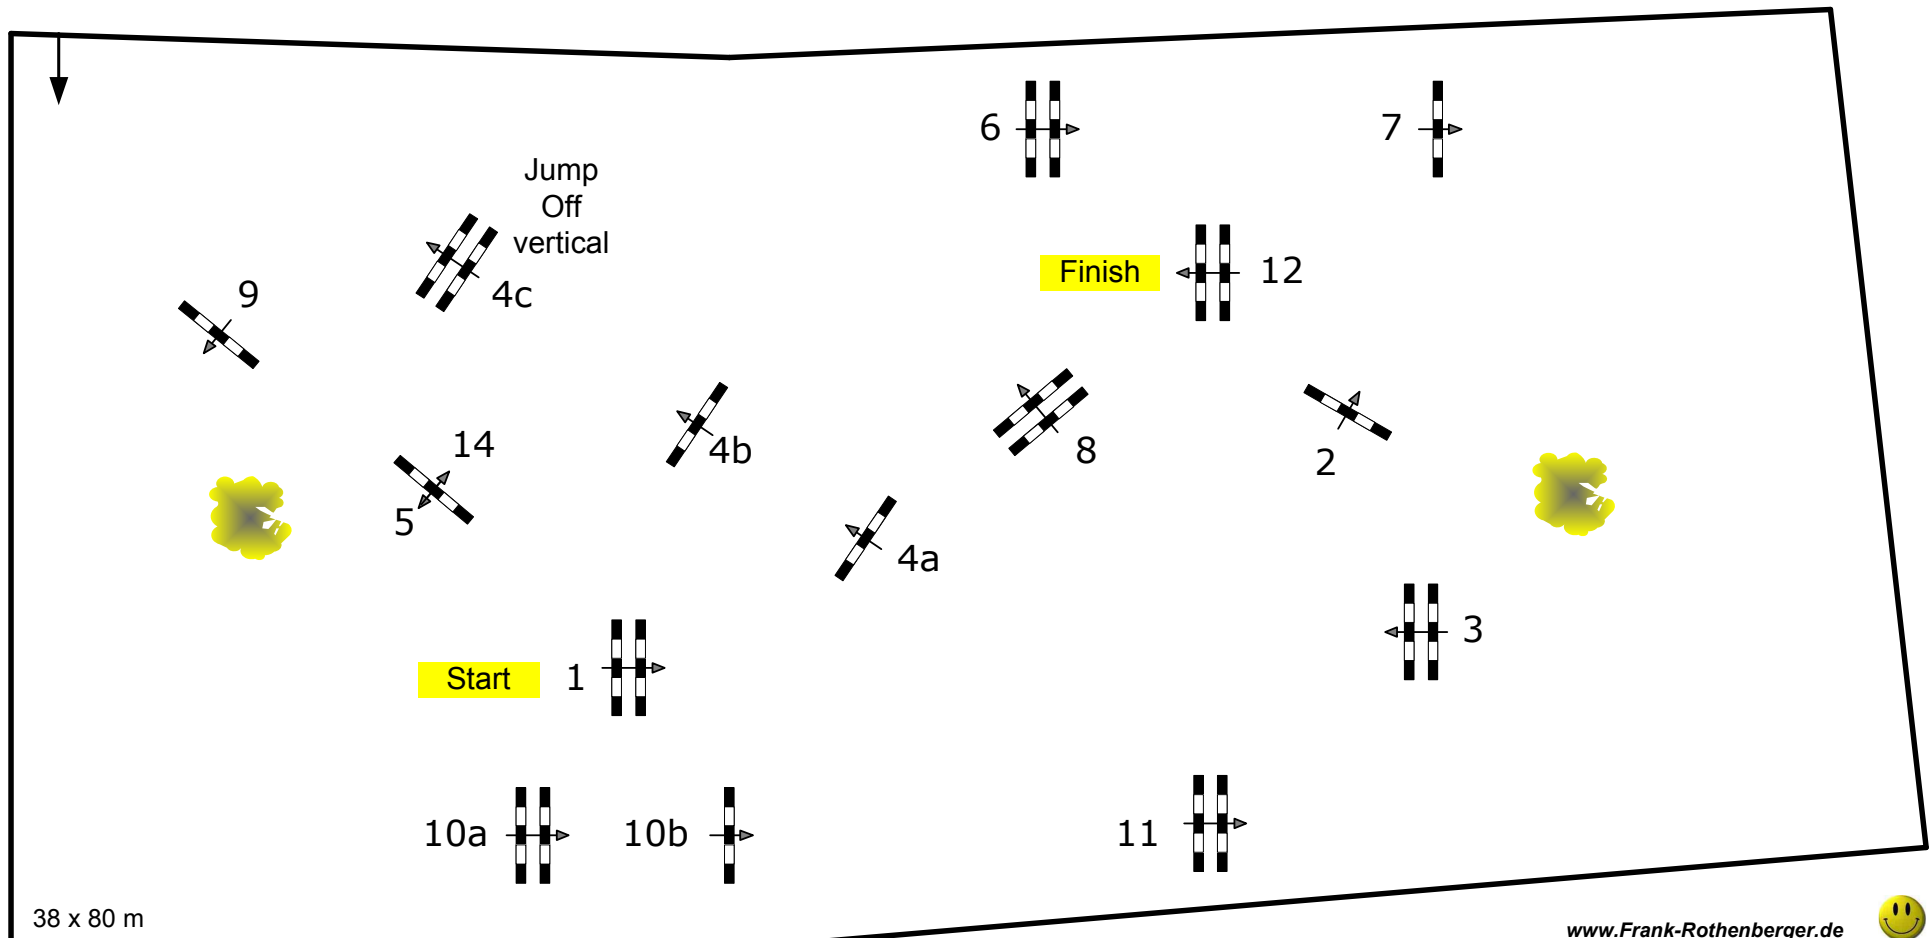 6
7
Jump
Off
vertical
Finish
12
9
4c
14
4b
8
2
5
4a
3
Start
1
10a
10b
11
38 x 80 m
www.Frank-Rothenberger.de